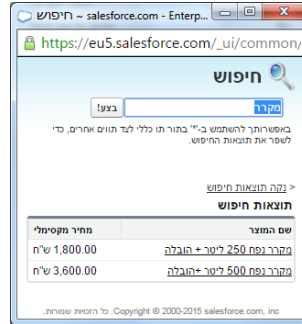 חיפוש ~ salesforce.com - Enterp...
https://eu5.salesforce.com/_ui/common/
חיפוש
מקרר בצע!
באפשרותך להשתמש ב-"*" בתור תו כללי לצד תווים אחרים, כדי
לשפר את תוצאות החיפוש.
< נקה תוצאות חיפוש
תוצאות חיפוש
שם המוצר מחיר מקסימלי
מקרר נפח 250 ליטר + הובלה 1,800.00 ש"ח
מקרר נפח 500 ליטר +הובלה 3,600.00 ש"ח
Copyright © 2000-2015 salesforce.com, inc. כל הזכויות שמורות.